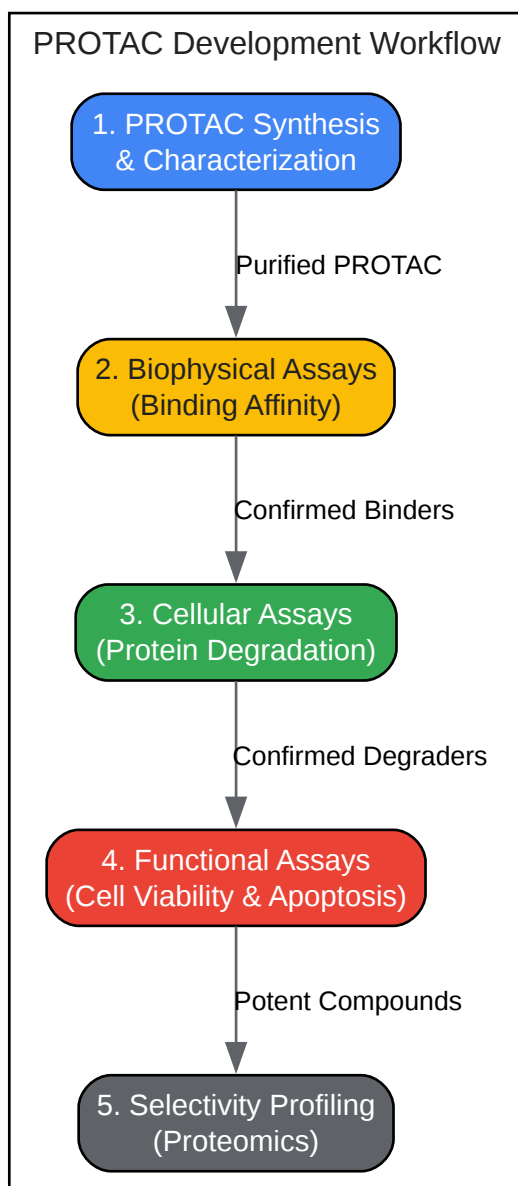 PROTAC Development Workflow
1. PROTAC Synthesis
& Characterization
Purified PROTAC
2. Biophysical Assays
(Binding Affinity)
Confirmed Binders
3. Cellular Assays
(Protein Degradation)
Confirmed Degraders
4. Functional Assays
(Cell Viability & Apoptosis)
Potent Compounds
5. Selectivity Profiling
(Proteomics)